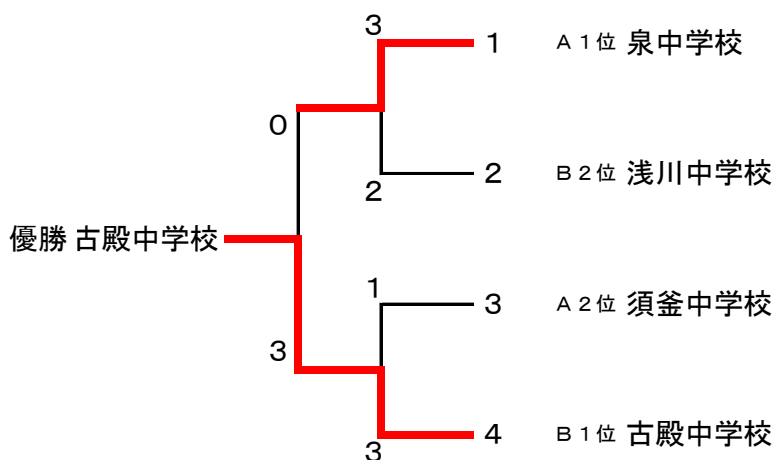 3
1 A1位 泉中学校
0
2
2 B2位 浅川中学校
優勝 古殿中学校
1
3 A2位 須釜中学校
3
4 B1位 古殿中学校
3